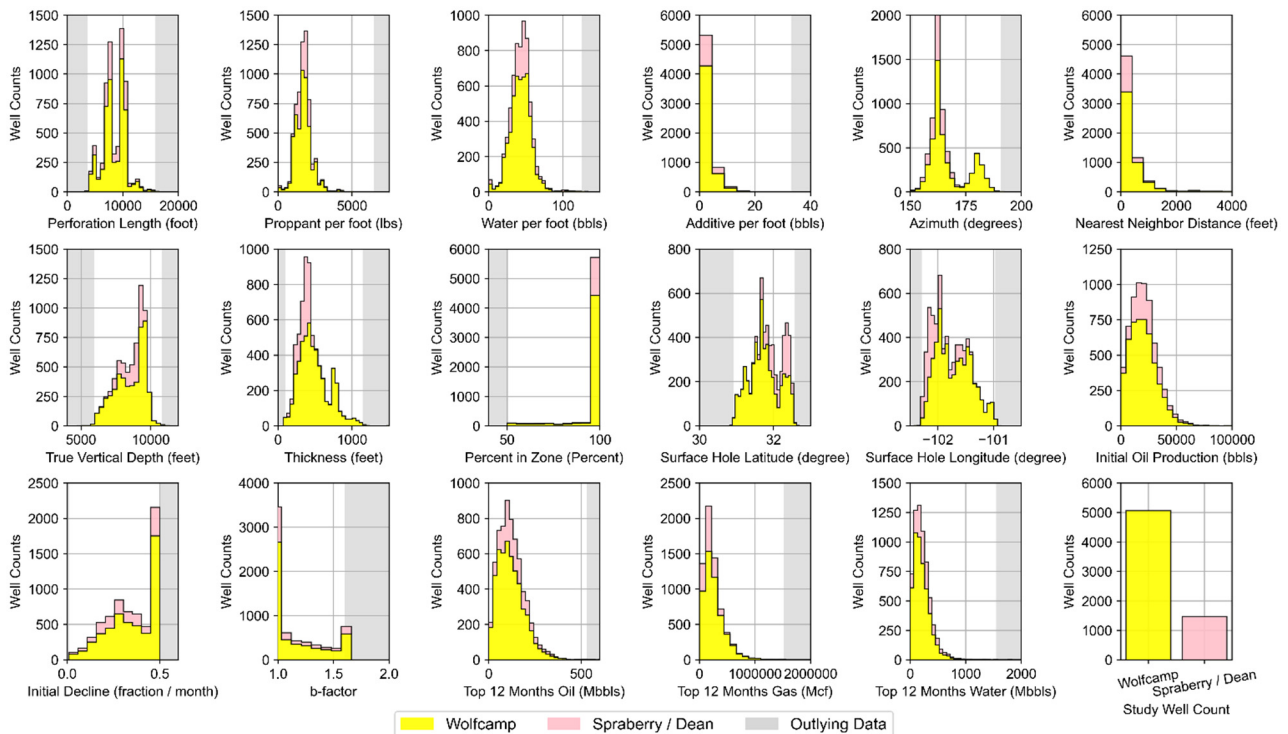 Well Counts
1500
1250
1000
750
500
250
0
0 10000 20000
Perforation Length (foot)
Well Counts
1500
1250
1000
750
500
250
0
0 5000
Proppant per foot (lbs)
Well Counts
1000
800
600
400
200
0
0 100
Water per foot (bbls)
Well Counts
6000
5000
4000
3000
2000
1000
0
0 20 40
Additive per foot (bbls)
Well Counts
2000
1500
1000
500
0
150 175 200
Azimuth (degrees)
Well Counts
6000
5000
4000
3000
2000
1000
0
0 2000 4000
Nearest Neighbor Distance (feet)
Well Counts
1500
1250
1000
750
500
250
0
5000 10000
True Vertical Depth (feet)
Well Counts
1000
800
600
400
200
0
0 1000
Thickness (feet)
Well Counts
6000
5000
4000
3000
2000
1000
0
50 100
Percent in Zone (Percent)
Well Counts
800
600
400
200
0
30 32
Surface Hole Latitude (degree)
Well Counts
800
600
400
200
0
−102 −101
Surface Hole Longitude (degree)
Well Counts
1250
1000
750
500
250
0
0 50000 100000
Initial Oil Production (bbls)
Well Counts
2500
2000
1500
1000
500
0
0.0 0.5
Initial Decline (fraction / month)
Well Counts
4000
3000
2000
1000
0
1.0 1.5 2.0
b-factor
Well Counts
1000
800
600
400
200
0
0 500
Top 12 Months Oil (Mbbls)
Well Counts
2500
2000
1500
1000
500
0
0 1000000 2000000
Top 12 Months Gas (Mcf)
Well Counts
1500
1250
1000
750
500
250
0
0 1000 2000
Top 12 Months Water (Mbbls)
Well Counts
6000
5000
4000
3000
2000
1000
0
Wolfcamp
Spraberry / Dean
Study Well Count
Wolfcamp Spraberry / Dean Outlying Data